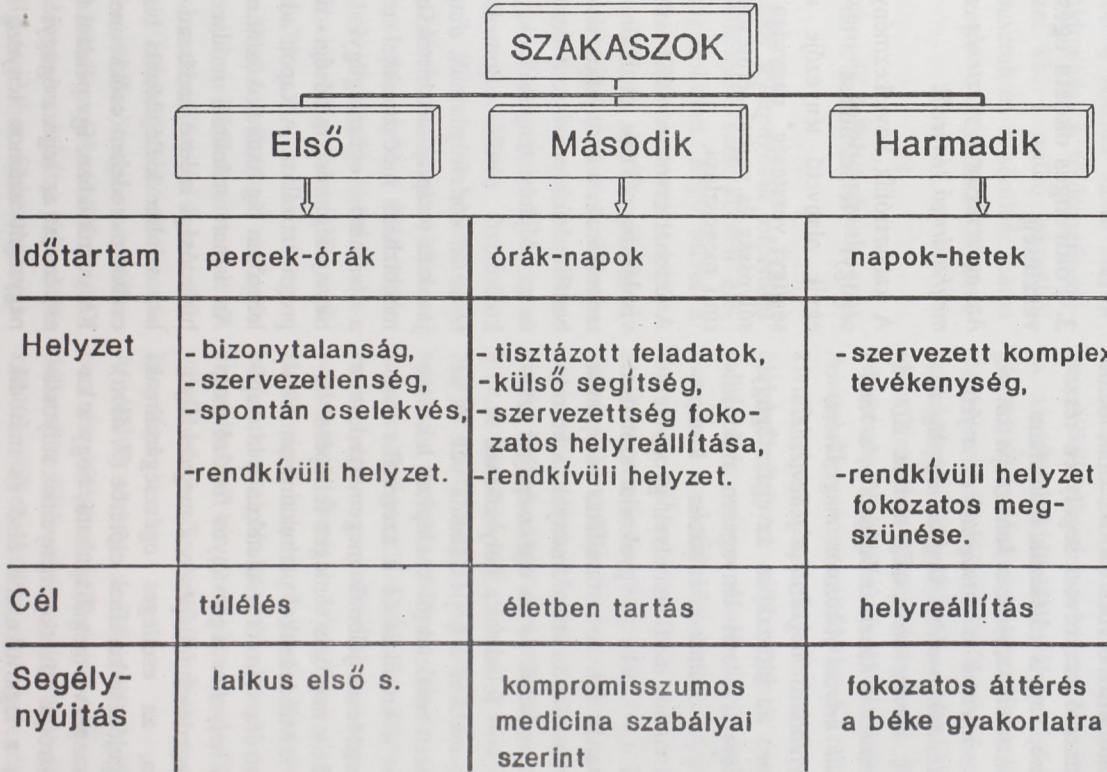 SZAKASZOK
Első
Második
Harmadik
Időtartam
percek-órák
órák-napok
napok-hetek
Helyzet
- bizonytalanság,
- szervezetlenség,
- spontán cselekvés,
- rendkívüli helyzet.
- tisztázott feladatok,
- külső segítség,
- szervezettség foko-
zatos helyreállítása,
- rendkívüli helyzet.
- szervezett komplex
tevékenység,
- rendkívüli helyzet
fokozatos meg-
szünése.
Cél
túlélés
életben tartás
helyreállítás
Segély-
nyújtás
laikus első s.
kompromisszumos
medicina szabályai
szerint
fokozatos áttérés
a béke gyakorlatra